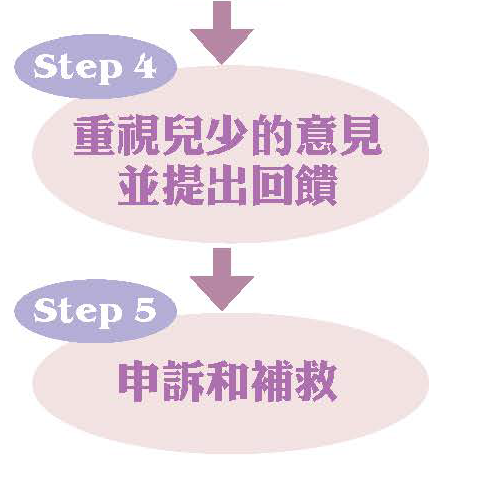 Step 4
重視兒少的意見
並提出回饋
Step 5
申訴和補救